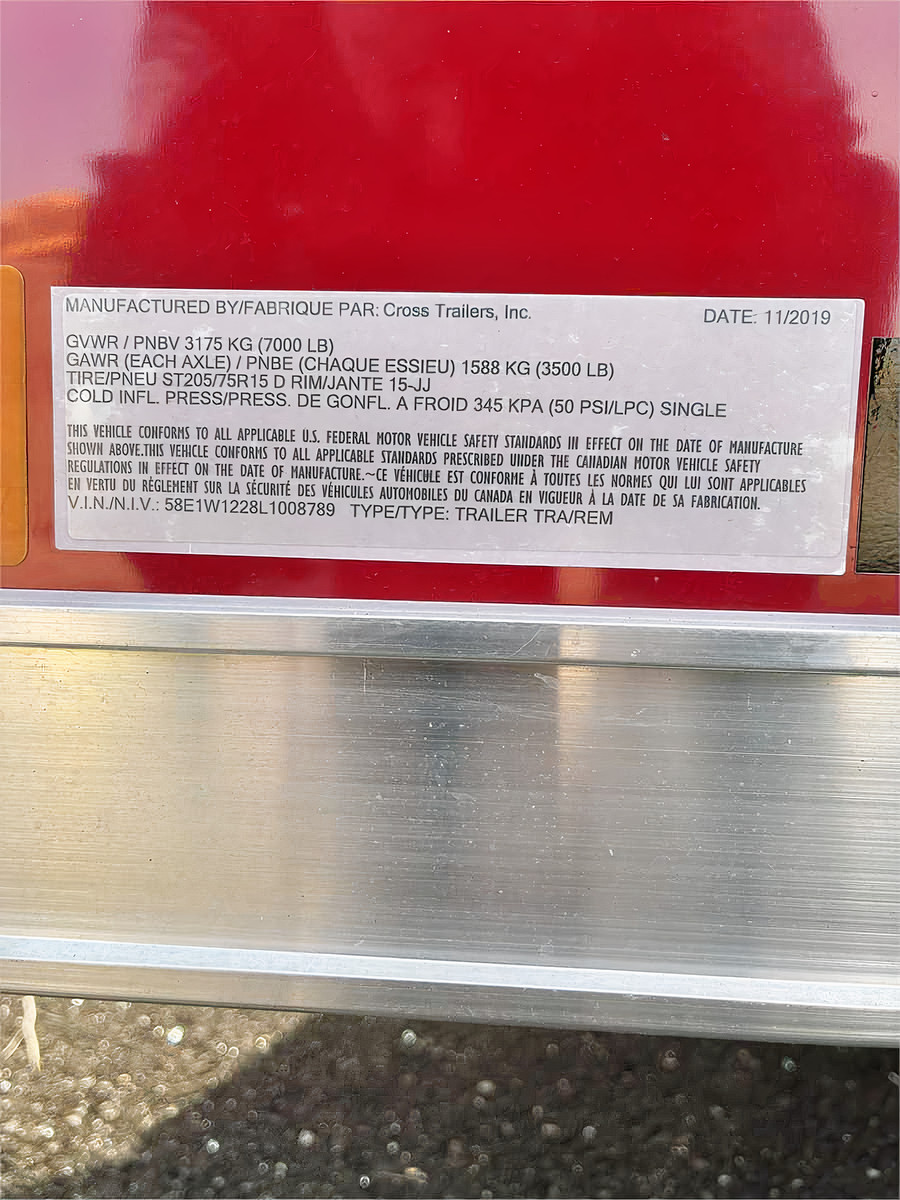 MANUFACTURED BY/FABRIQUE PAR: Cross Trailers, Inc. DATE: 11/2019
GVWR / PNBV 3175 KG (7000 LB)
GAWR (EACH AXLE) / PNBE (CHAQUE ESSIEU) 1588 KG (3500 LB)
TIRE/PNEU ST205/75R15 D RIM/JANTE 15-JJ
COLD INFL. PRESS/PRESS. DE GONFL. A FROID 345 KPA (50 PSI/LPC) SINGLE
THIS VEHICLE CONFORMS TO ALL APPLICABLE U.S. FEDERAL MOTOR VEHICLE SAFETY STANDARDS IN EFFECT ON THE DATE OF MANUFACTURE
SHOWN ABOVE.THIS VEHICLE CONFORMS TO ALL APPLICABLE STANDARDS PRESCRIBED UNDER THE CANADIAN MOTOR VEHICLE SAFETY
REGULATIONS IN EFFECT ON THE DATE OF MANUFACTURE.~CE VÉHICULE EST CONFORME À TOUTES LES NORMES QUI LUI SONT APPLICABLES
EN VERTU DU RÈGLEMENT SUR LA SÉCURITÉ DES VÉHICULES AUTOMOBILES DU CANADA EN VIGUEUR À LA DATE DE SA FABRICATION.
V.I.N./N.I.V.: 58E1W1228L1008789 TYPE/TYPE: TRAILER TRA/REM